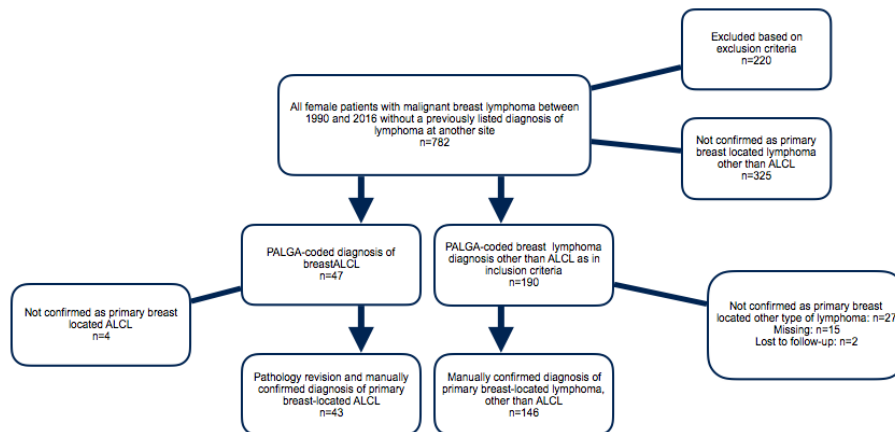 Excluded based on
exclusion criteria
n=220
All female patients with malignant breast lymphoma between
1990 and 2016 without a previously listed diagnosis of
lymphoma at another site
n=782
Not confirmed as primary
breast located lymphoma
other than ALCL
n=325
PALGA-coded diagnosis of
breastALCL
n=47
PALGA-coded breast lymphoma
diagnosis other than ALCL as in
inclusion criteria
n=190
Not confirmed as primary breast
located ALCL
n=4
Not confirmed as primary breast
located other type of lymphoma: n=27
Missing: n=15
Lost to follow-up: n=2
Pathology revision and manually
confirmed diagnosis of primary
breast-located ALCL
n=43
Manually confirmed diagnosis of
primary breast-located lymphoma,
other than ALCL
n=146